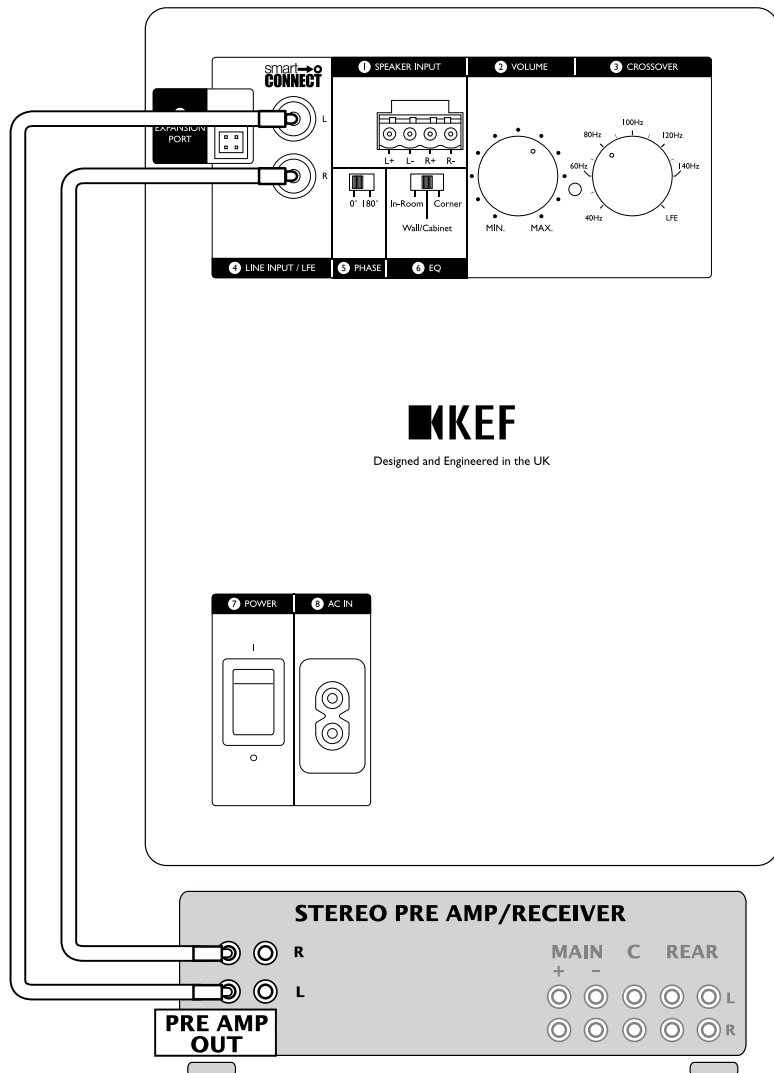 smart
CONNECT
1 SPEAKER INPUT
2 VOLUME
3 CROSSOVER
EXPANSION
PORT
L
R
L+ L- R+ R-
0° 180°
In-Room Corner
Wall/Cabinet
MIN. MAX.
40Hz
60Hz
80Hz
100Hz
120Hz
140Hz
LFE
4 LINE INPUT / LFE
5 PHASE
6 EQ
KEF
Designed and Engineered in the UK
7 POWER
8 AC IN
I
O
STEREO PRE AMP/RECEIVER
R
L
PRE AMP
OUT
MAIN C REAR
+ –
L
R